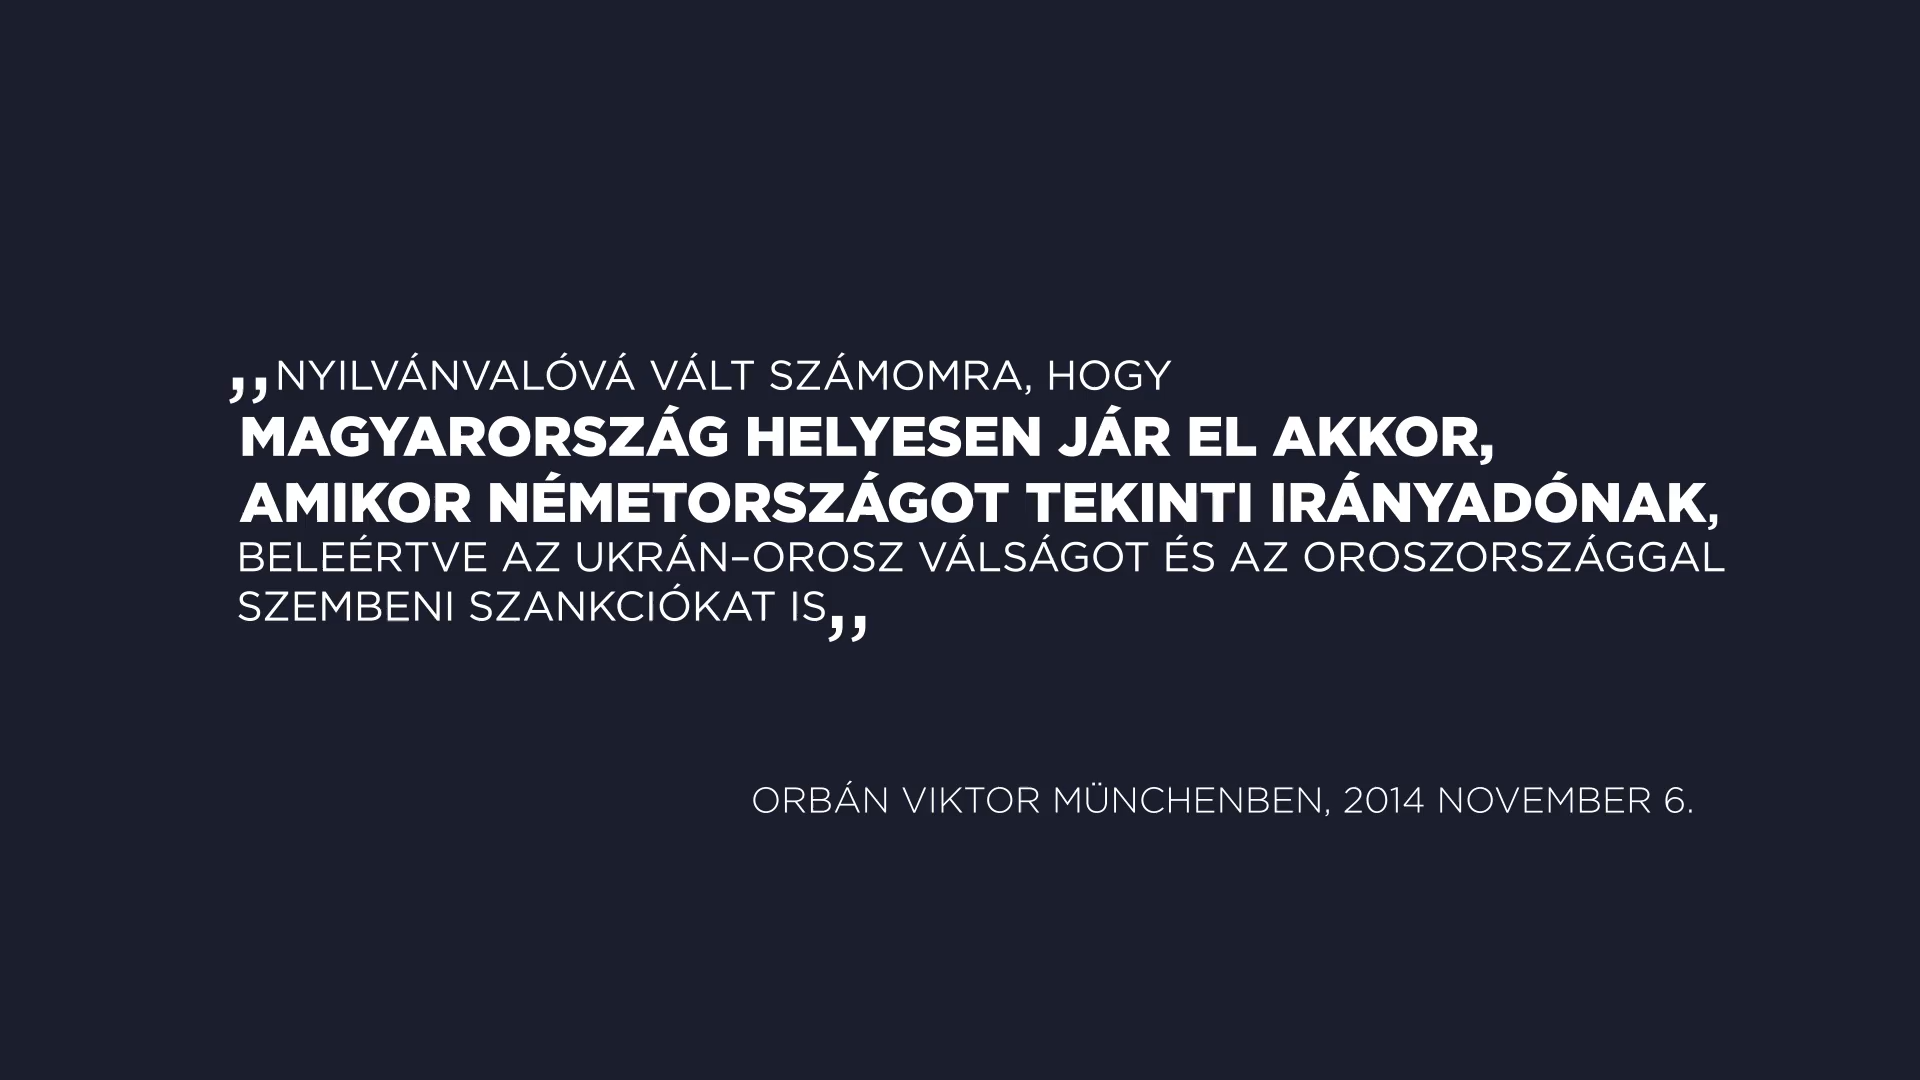 ,,NYILVÁNVALÓVÁ VÁLT SZÁMOMRA, HOGY
MAGYARORSZÁG HELYESEN JÁR EL AKKOR,
AMIKOR NÉMETORSZÁGOT TEKINTI IRÁNYADÓNAK,
BELEÉRTVE AZ UKRÁN–OROSZ VÁLSÁGOT ÉS AZ OROSZORSZÁGGAL
SZEMBENI SZANKCIÓKAT IS,,
ORBÁN VIKTOR MÜNCHENBEN, 2014 NOVEMBER 6.